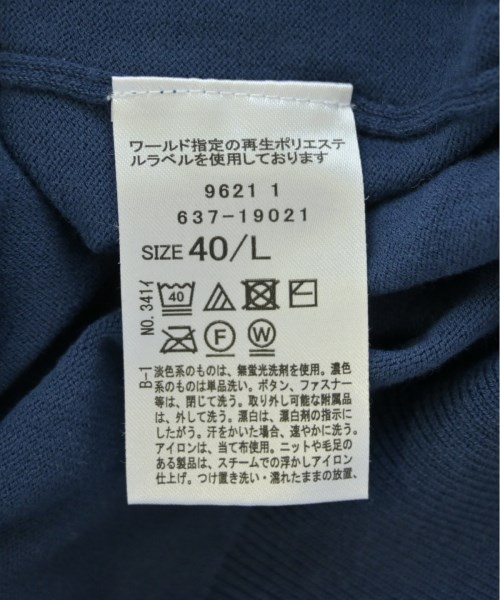 ワールド指定の再生ポリエステ
ルラベルを使用しております
9621 1
637-19021
SIZE 40/L
NO.341イ
40
F
W
B-1
淡色系のものは、無蛍光洗剤を使用。濃色
系のものは単品洗い。ボタン、ファスナー
等は、閉じて洗う。取り外し可能な附属品
は、外して洗う。漂白は、漂白剤の指示に
したがう。汗をかいた場合、速やかに洗う。
アイロンは、当て布使用。ニットや毛足の
ある製品は、スチームでの浮かしアイロン
仕上げ。つけ置き洗い・濡れたままの放置、